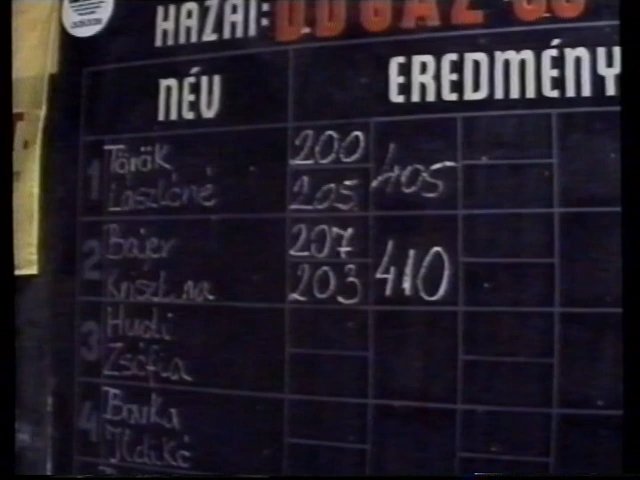 HAZAI:
NÉV EREDMÉNY
1 Török 200 405
Lászlóné 205
2 Bajer 207 410
Krisztina 203
3 Hudi
Zsófia
4
Ildikó